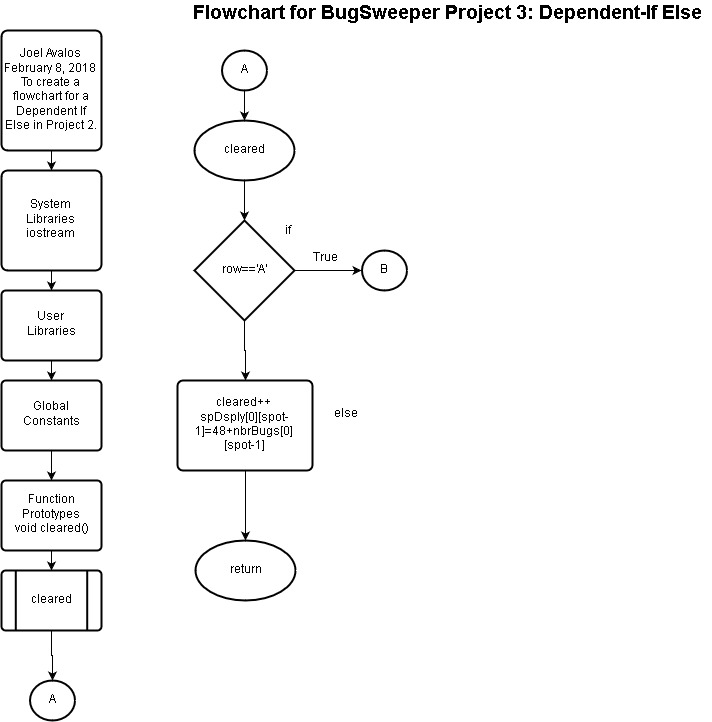 Flowchart for BugSweeper Project 3: Dependent-If Else
Joel Avalos
February 8, 2018
To create a
flowchart for a
Dependent If
Else in Project 2.
System
Libraries
iostream
User
Libraries
Global
Constants
Function
Prototypes
void cleared()
cleared
A
A
cleared
if
row=='A'
True
B
cleared++
spDsply[0][spot-
1]=48+nbrBugs[0]
[spot-1]
else
return